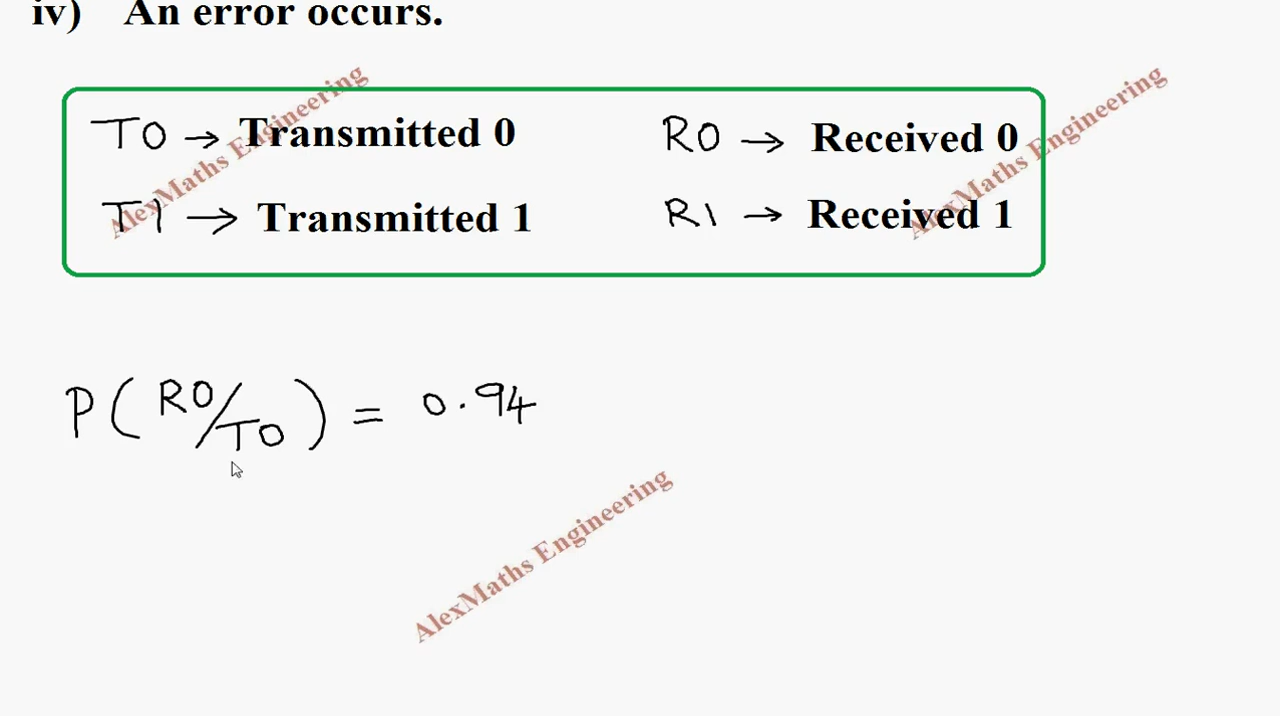 iv) An error occurs.
T0 → Transmitted 0 R0 → Received 0
T1 → Transmitted 1 R1 → Received 1
P(R0/T0) = 0.94
AlexMaths Engineering
AlexMaths Engineering
AlexMaths Engineering